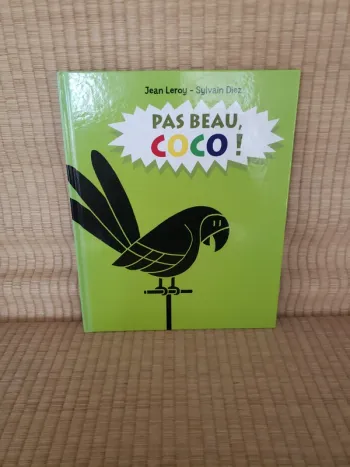 Jean Leroy - Sylvain Diez
PAS BEAU,
COCO !